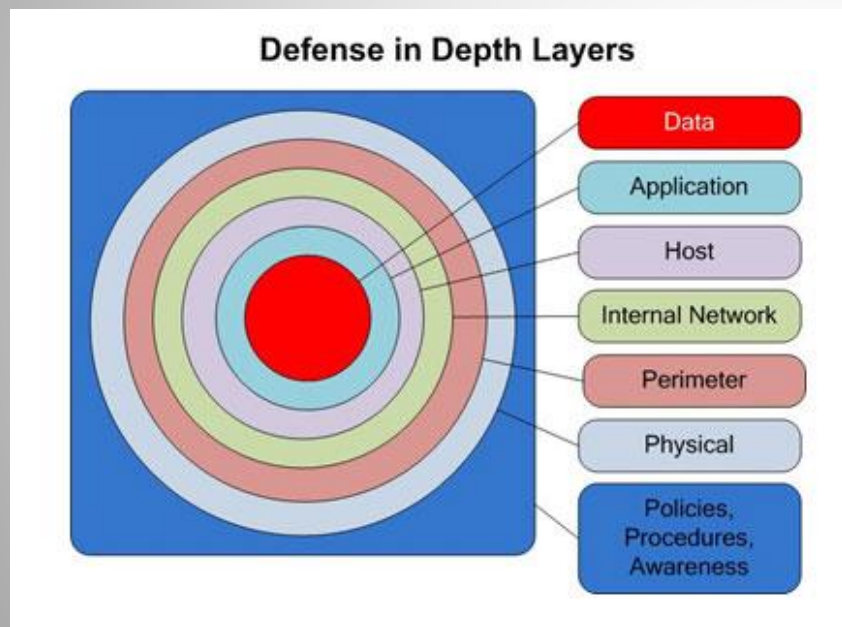 Defense in Depth Layers
Data
Application
Host
Internal Network
Perimeter
Physical
Policies,
Procedures,
Awareness